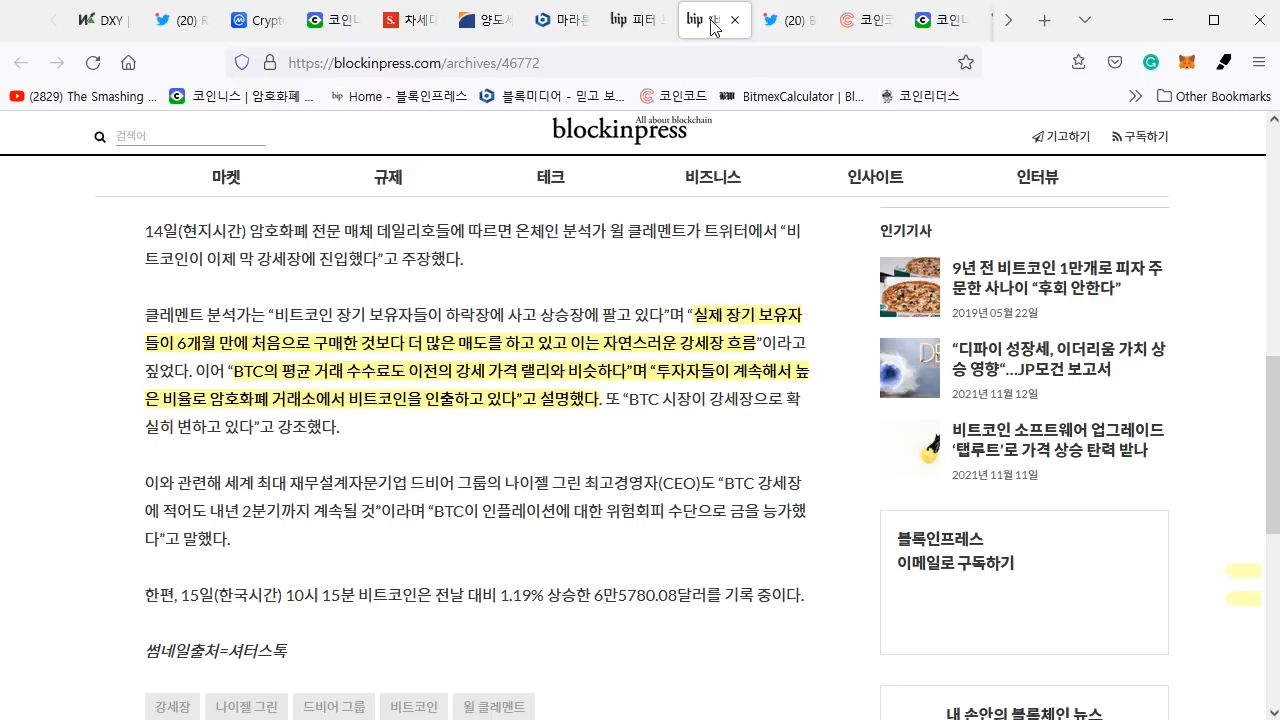 DXY
(20)
Crypt
코인
차세대
양도세
마라톤
bip 피터
bip
(20) B
코인코
코인니
https://blockinpress.com/archives/46772
(2829) The Smashing ...
코인니스 | 암호화폐 ...
bip Home - 블록인프레스
블록미디어 - 믿고 보...
코인코드
BitmexCalculator | Bl...
코인리더스
Other Bookmarks
검색어
All about blockchain
blockinpress
기고하기
구독하기
마켓
규제
테크
비즈니스
인사이트
인터뷰
14일(현지시간) 암호화폐 전문 매체 데일리호들에 따르면 온체인 분석가 윌 클레멘트가 트위터에서 “비
트코인이 이제 막 강세장에 진입했다”고 주장했다.
클레멘트 분석가는 “비트코인 장기 보유자들이 하락장에 사고 상승장에 팔고 있다”며 “실제 장기 보유자
들이 6개월 만에 처음으로 구매한 것보다 더 많은 매도를 하고 있고 이는 자연스러운 강세장 흐름”이라고
짚었다. 이어 “BTC의 평균 거래 수수료도 이전의 강세 가격 랠리와 비슷하다”며 “투자자들이 계속해서 높
은 비율로 암호화폐 거래소에서 비트코인을 인출하고 있다”고 설명했다. 또 “BTC 시장이 강세장으로 확
실히 변하고 있다”고 강조했다.
이와 관련해 세계 최대 재무설계자문기업 드비어 그룹의 나이젤 그린 최고경영자(CEO)도 “BTC 강세장
에 적어도 내년 2분기까지 계속될 것”이라며 “BTC이 인플레이션에 대한 위험회피 수단으로 금을 능가했
다”고 말했다.
한편, 15일(한국시간) 10시 15분 비트코인은 전날 대비 1.19% 상승한 6만5780.08달러를 기록 중이다.
썸네일출처=셔터스톡
강세장
나이젤 그린
드비어 그룹
비트코인
윌 클레멘트
인기기사
9년 전 비트코인 1만개로 피자 주
문한 사나이 “후회 안한다”
2019년 05월 22일
“디파이 성장세, 이더리움 가치 상
승 영향“...JP모건 보고서
2021년 11월 12일
비트코인 소프트웨어 업그레이드
‘탭루트’로 가격 상승 탄력 받나
2021년 11월 11일
블록인프레스
이메일로 구독하기
내 손안의 블록체인 뉴스